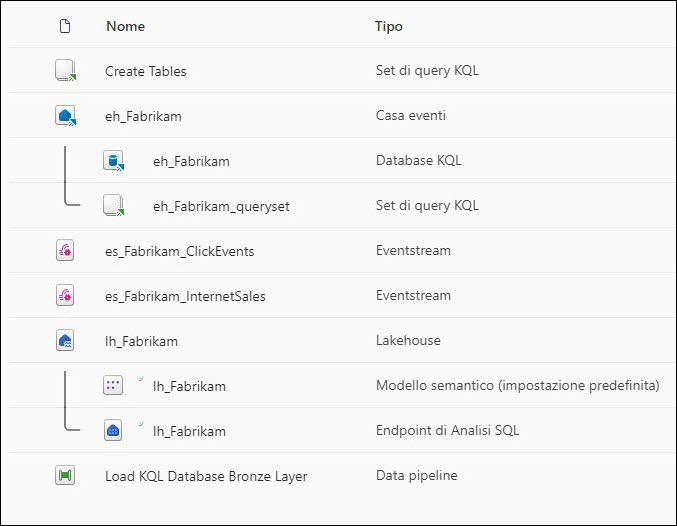 Nome Tipo
Create Tables Set di query KQL
eh_Fabrikam Casa eventi
eh_Fabrikam Database KQL
eh_Fabrikam_queryset Set di query KQL
es_Fabrikam_ClickEvents Eventstream
es_Fabrikam_InternetSales Eventstream
lh_Fabrikam Lakehouse
lh_Fabrikam Modello semantico (impostazione predefinita)
lh_Fabrikam Endpoint di Analisi SQL
Load KQL Database Bronze Layer Data pipeline